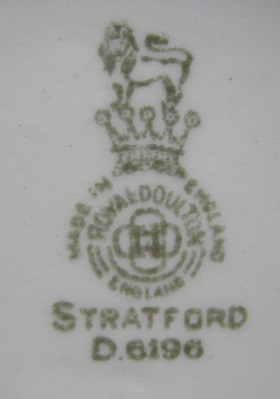 MADE IN ENGLAND
ROYAL DOULTON
ENGLAND
STRATFORD
D.6196